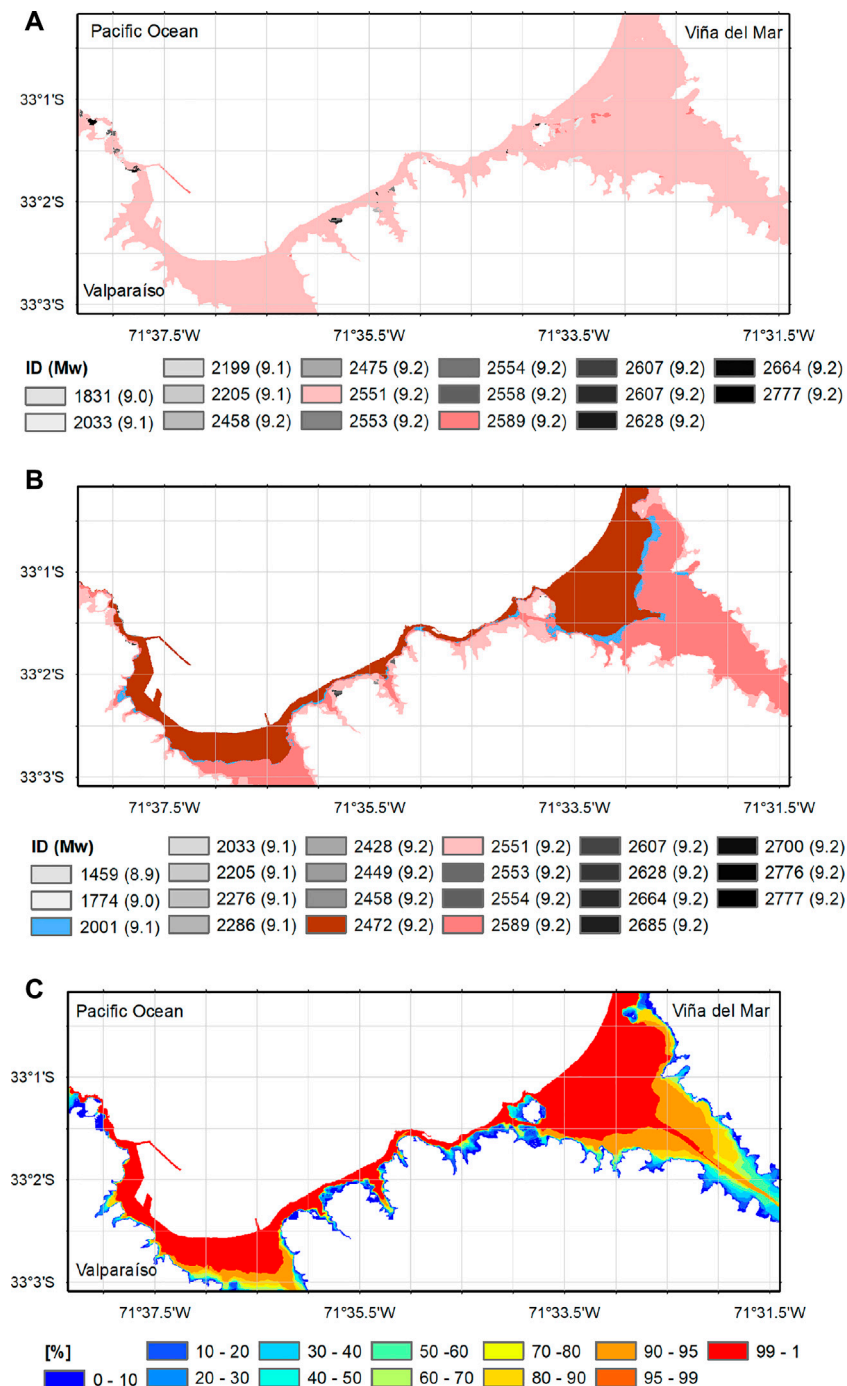 A
Pacific Ocean Viña del Mar
33°1'S
33°2'S
Valparaíso
33°3'S
71°37.5'W 71°35.5'W 71°33.5'W 71°31.5'W
ID (Mw) 2199 (9.1) 2475 (9.2) 2554 (9.2) 2607 (9.2) 2664 (9.2)
1831 (9.0) 2205 (9.1) 2551 (9.2) 2558 (9.2) 2607 (9.2) 2777 (9.2)
2033 (9.1) 2458 (9.2) 2553 (9.2) 2589 (9.2) 2628 (9.2)
B
33°1'S
33°2'S
33°3'S
71°37.5'W 71°35.5'W 71°33.5'W 71°31.5'W
ID (Mw) 2033 (9.1) 2428 (9.2) 2551 (9.2) 2607 (9.2) 2700 (9.2)
1459 (8.9) 2205 (9.1) 2449 (9.2) 2553 (9.2) 2628 (9.2) 2776 (9.2)
1774 (9.0) 2276 (9.1) 2458 (9.2) 2554 (9.2) 2664 (9.2) 2777 (9.2)
2001 (9.1) 2286 (9.1) 2472 (9.2) 2589 (9.2) 2685 (9.2)
C
Pacific Ocean Viña del Mar
33°1'S
33°2'S
Valparaíso
33°3'S
71°37.5'W 71°35.5'W 71°33.5'W 71°31.5'W
[%] 10 - 20 30 - 40 50 -60 70 -80 90 - 95 99 - 1
0 - 10 20 - 30 40 - 50 60 - 70 80 - 90 95 - 99